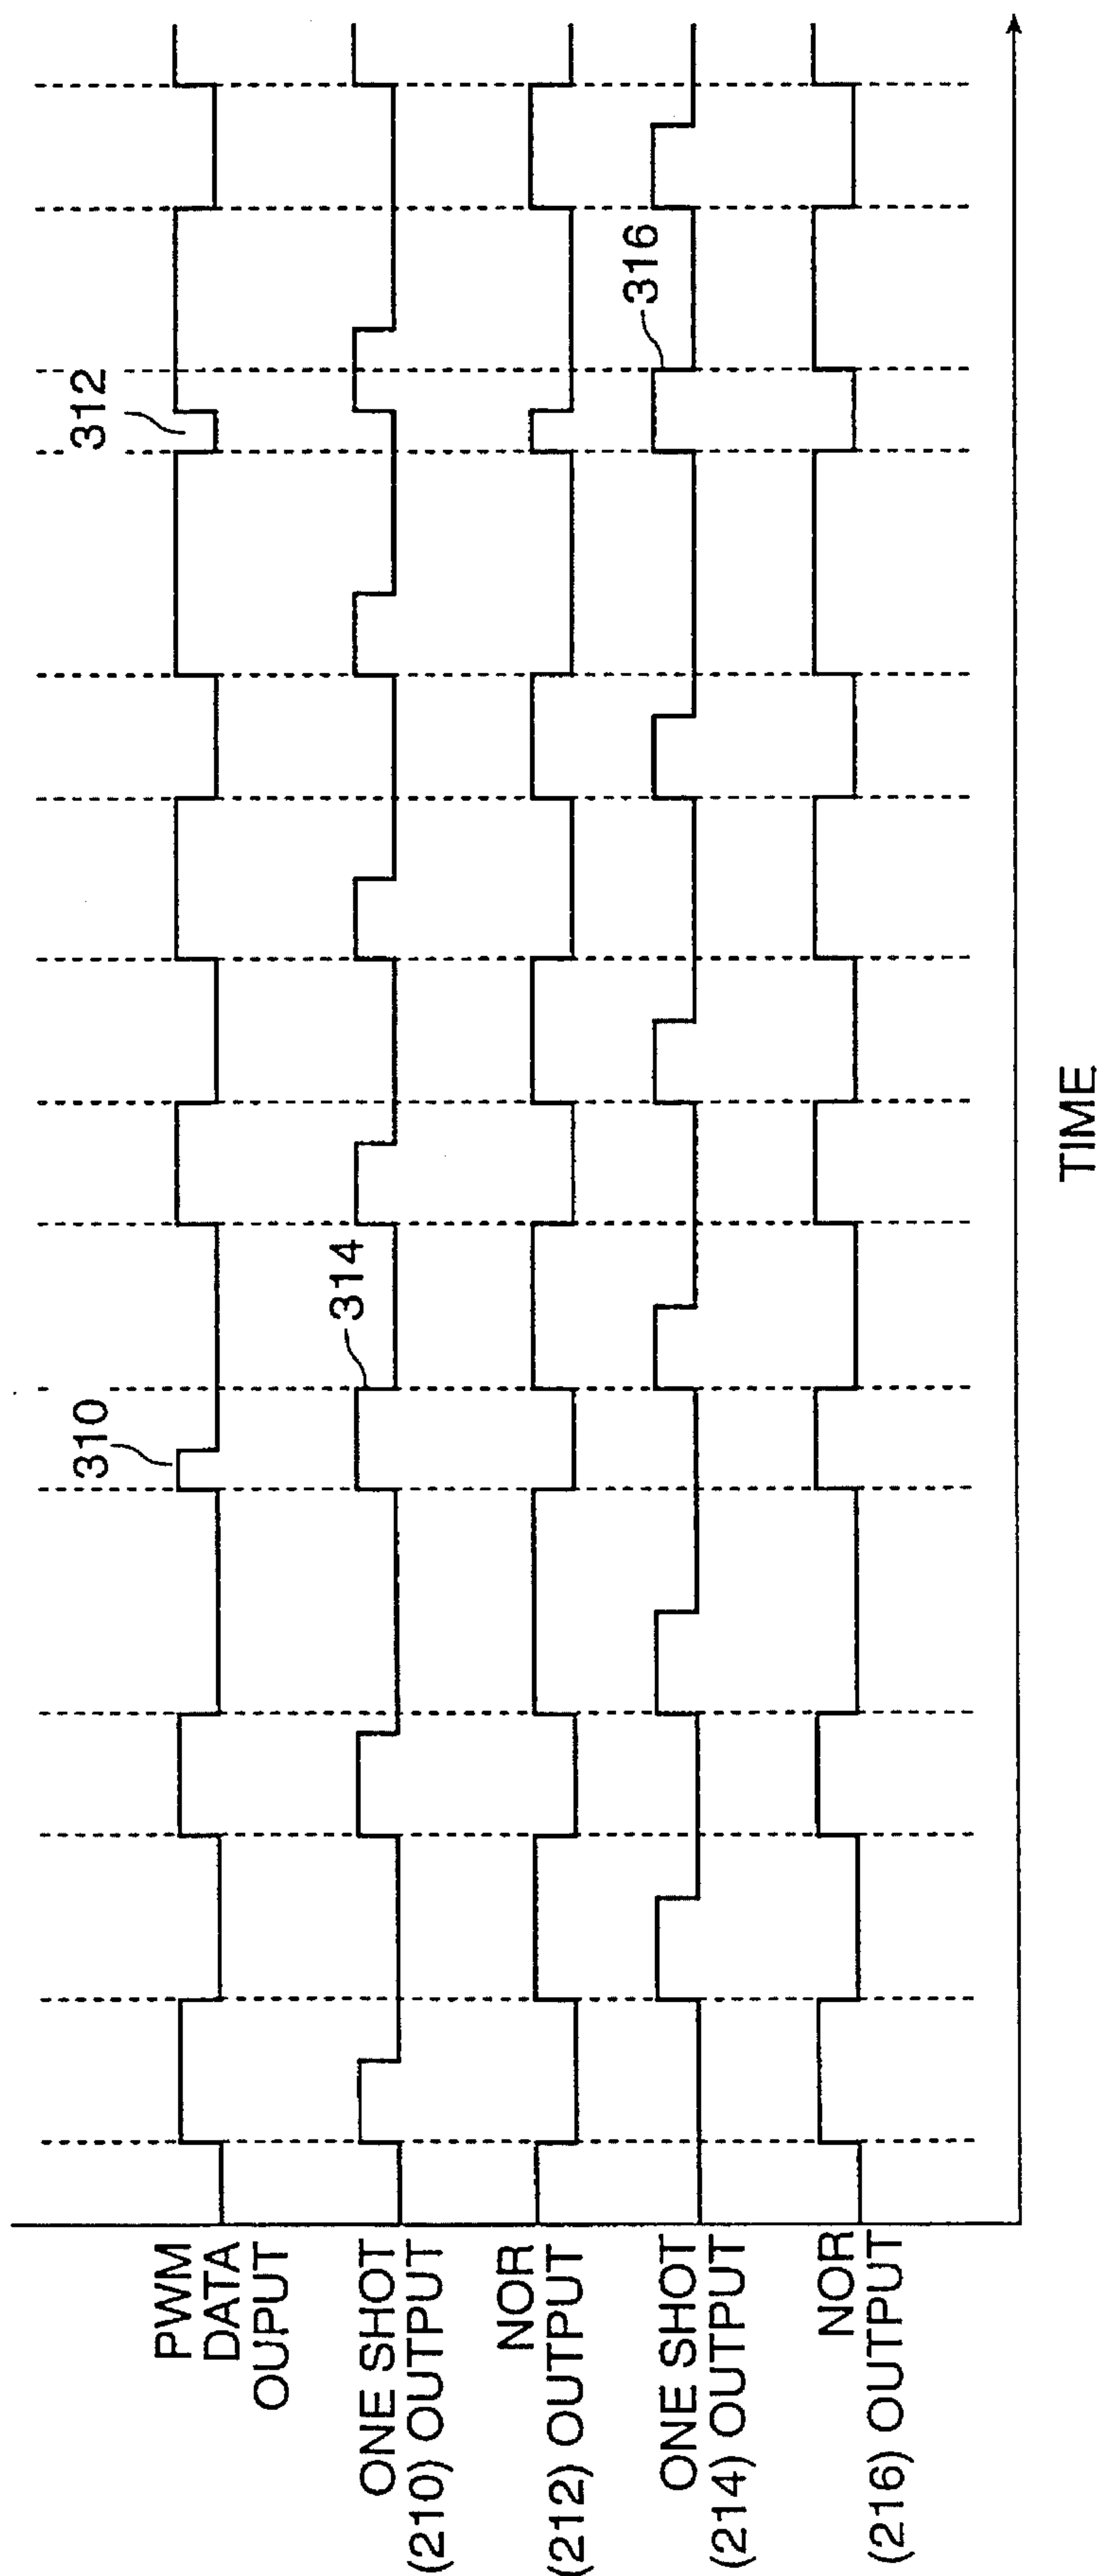 PWM
DATA
OUPUT
ONE SHOT
(210) OUTPUT
NOR
(212) OUTPUT
ONE SHOT
(214) OUTPUT
NOR
(216) OUTPUT
310
314
312
316
TIME